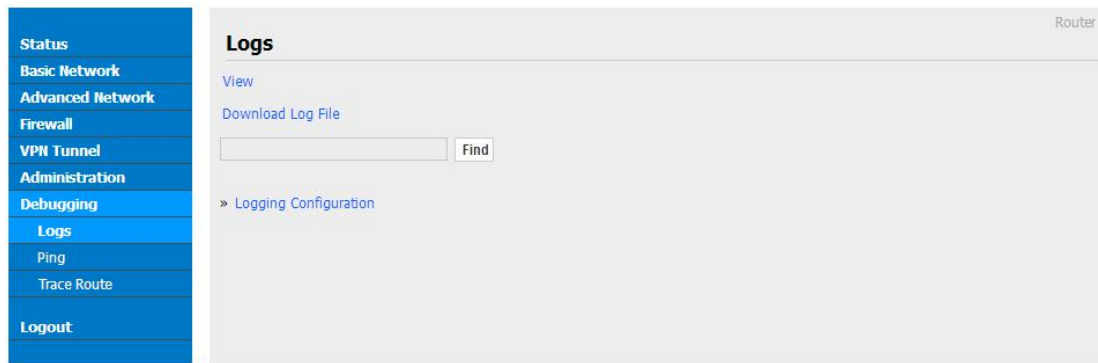 Router
Status
Basic Network
Advanced Network
Firewall
VPN Tunnel
Administration
Debugging
Logs
Ping
Trace Route
Logout
Logs
View
Download Log File
Find
» Logging Configuration